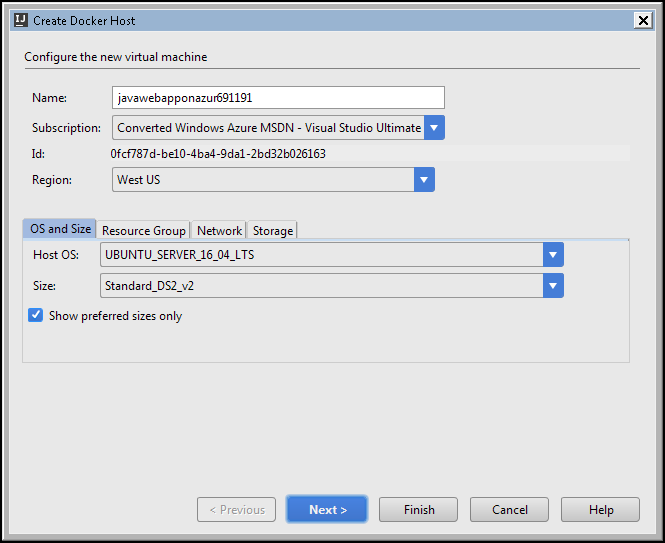 IJ Create Docker Host
Configure the new virtual machine
Name: javawebapponazur691191
Subscription: Converted Windows Azure MSDN - Visual Studio Ultimate
Id: 0fcf787d-be10-4ba4-9da1-2bd32b026163
Region: West US
OS and Size Resource Group Network Storage
Host OS: UBUNTU_SERVER_16_04_LTS
Size: Standard_DS2_v2
Show preferred sizes only
< Previous Next > Finish Cancel Help